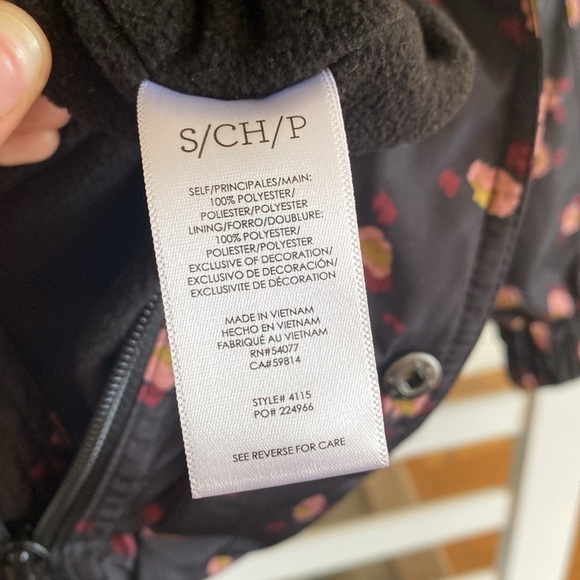 S/CH/P
SELF/PRINCIPALES/MAIN:
100% POLYESTER/
POLIESTER/POLYESTER
LINING/FORRO/DOUBLURE:
100% POLYESTER/
POLIESTER/POLYESTER
EXCLUSIVE OF DECORATION/
EXCLUSIVO DE DECORACIÓN/
EXCLUSIVITE DE DÉCORATION
MADE IN VIETNAM
HECHO EN VIETNAM
FABRIQUÉ AU VIETNAM
RN#54077
CA#59814
STYLE# 4115
PO# 224966
SEE REVERSE FOR CARE